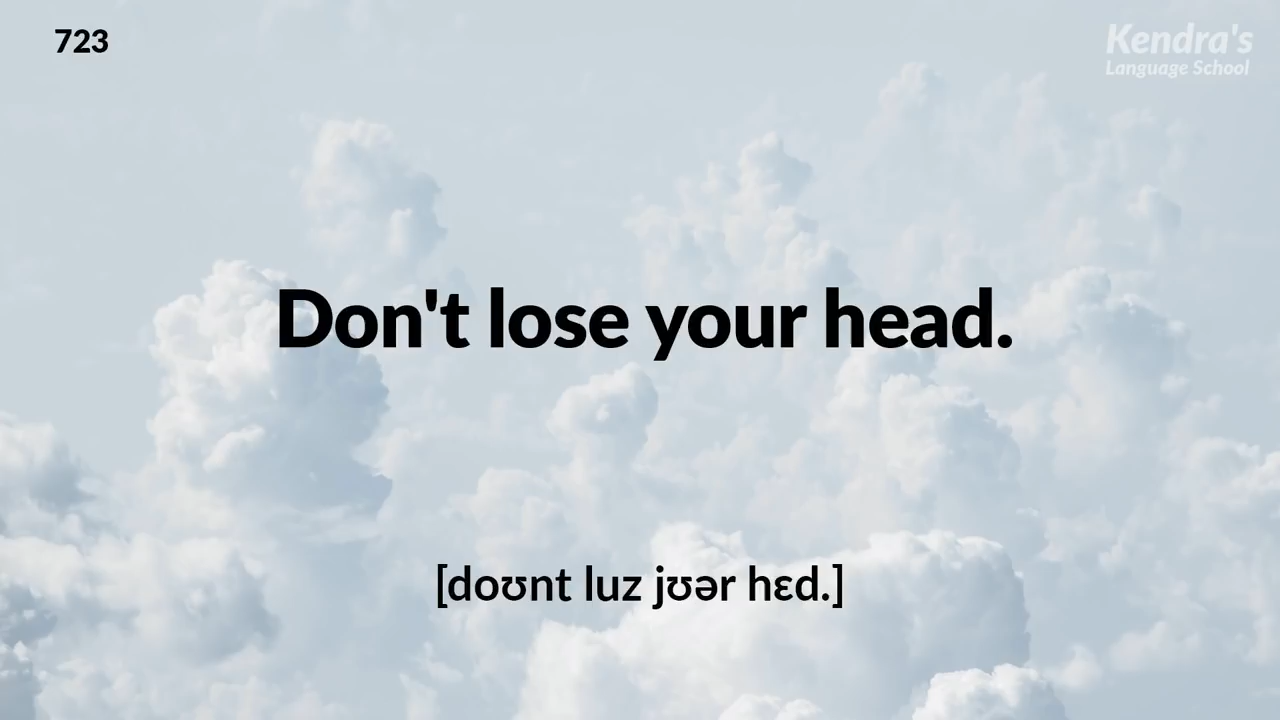 723
Kendra's
Language School
Don't lose your head.
[doʊnt luz jʊər hɛd.]